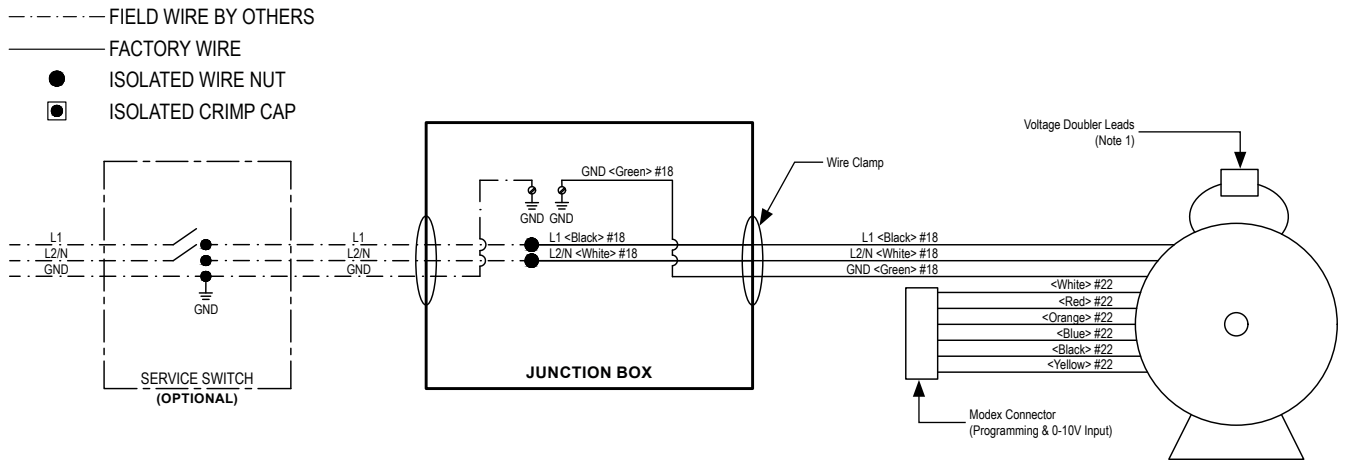 FIELD WIRE BY OTHERS
FACTORY WIRE
ISOLATED WIRE NUT
ISOLATED CRIMP CAP
L1
L2/N
GND
GND
SERVICE SWITCH
(OPTIONAL)
L1
L2/N
GND
GND <Green> #18
GND
GND
L1 <Black> #18
L2/N <White> #18
JUNCTION BOX
Wire Clamp
L1 <Black> #18
L2/N <White> #18
GND <Green> #18
<White> #22
<Red> #22
<Orange> #22
<Blue> #22
<Black> #22
<Yellow> #22
Modex Connector
(Programming & 0-10V Input)
Voltage Doubler Leads
(Note 1)